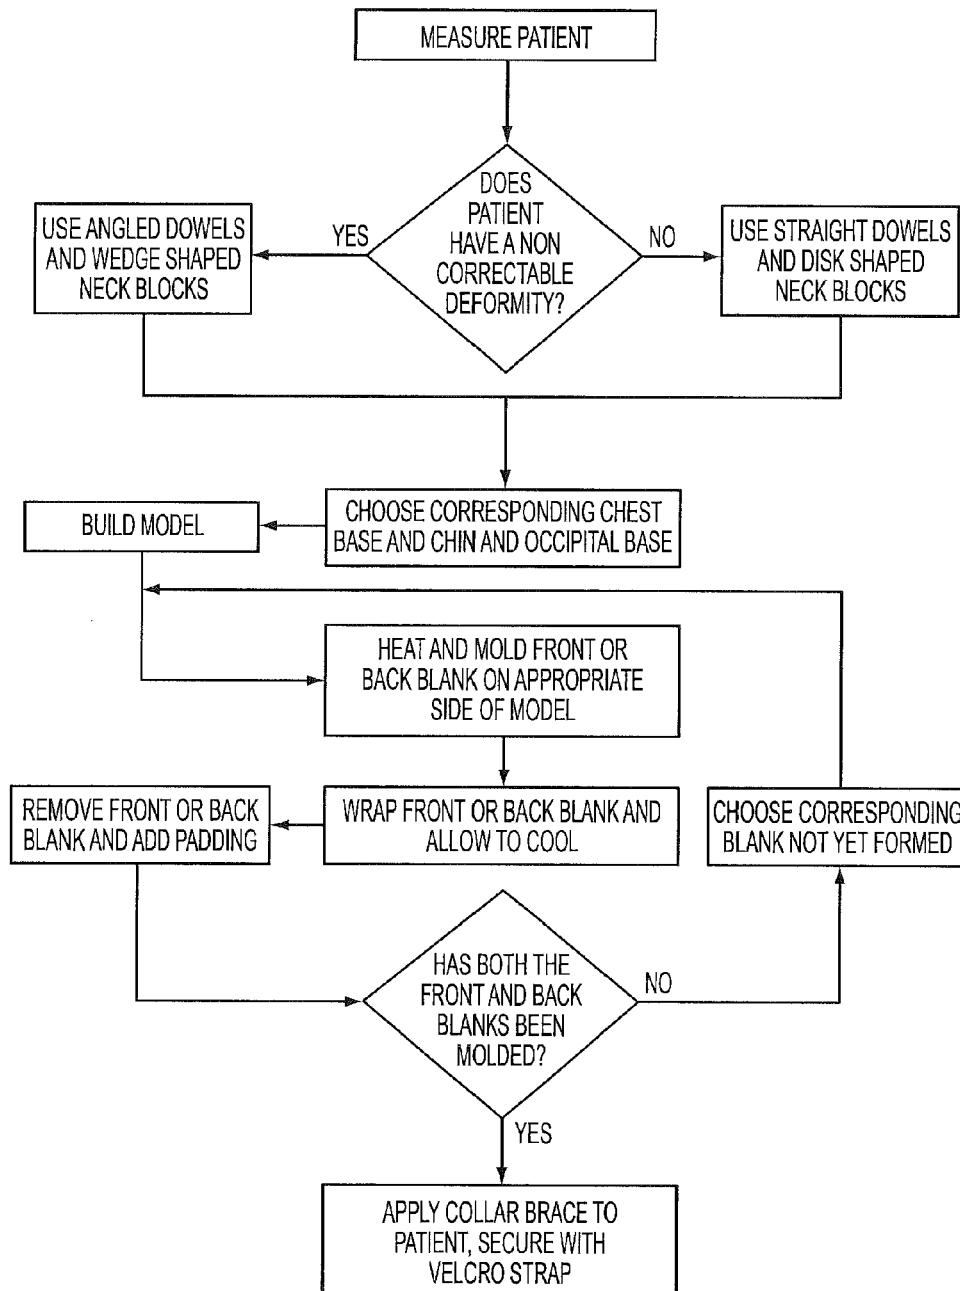 MEASURE PATIENT
DOES
PATIENT
HAVE A NON
CORRECTABLE
DEFORMITY?
YES
NO
USE ANGLED DOWELS
AND WEDGE SHAPED
NECK BLOCKS
USE STRAIGHT DOWELS
AND DISK SHAPED
NECK BLOCKS
CHOOSE CORRESPONDING CHEST
BASE AND CHIN AND OCCIPITAL BASE
BUILD MODEL
HEAT AND MOLD FRONT OR
BACK BLANK ON APPROPRIATE
SIDE OF MODEL
WRAP FRONT OR BACK BLANK AND
ALLOW TO COOL
REMOVE FRONT OR BACK
BLANK AND ADD PADDING
CHOOSE CORRESPONDING
BLANK NOT YET FORMED
HAS BOTH THE
FRONT AND BACK
BLANKS BEEN
MOLDED?
NO
YES
APPLY COLLAR BRACE TO
PATIENT, SECURE WITH
VELCRO STRAP